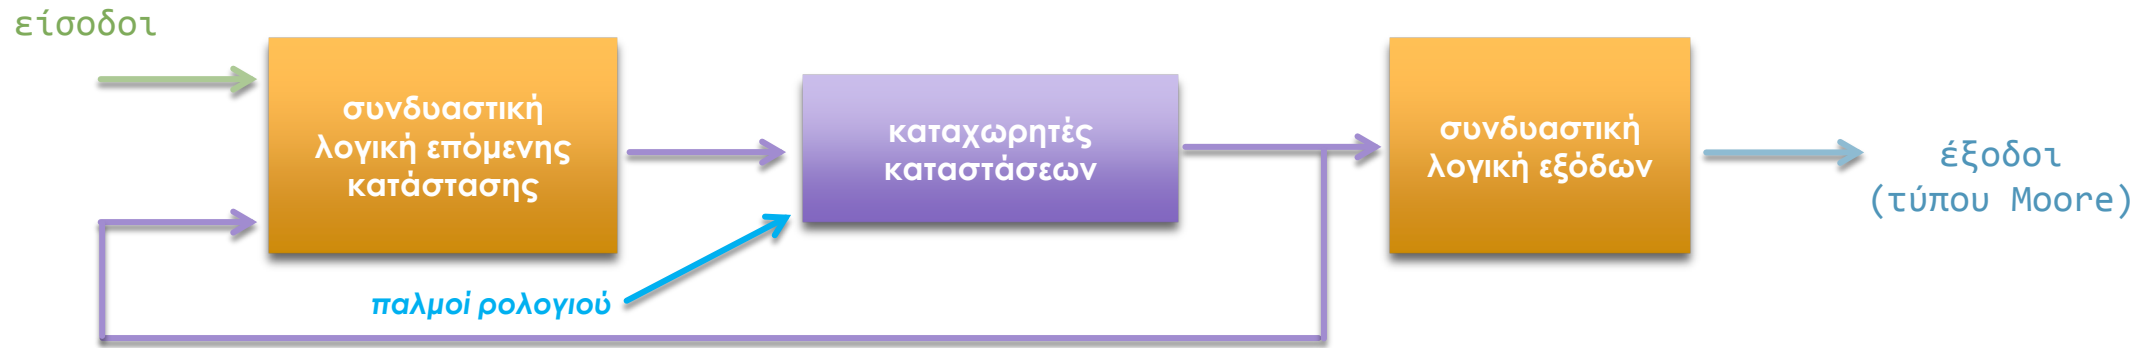 είσοδοι
συνδυαστική
λογική επόμενης
κατάστασης
καταχωρητές
καταστάσεων
συνδυαστική
λογική εξόδων
έξοδοι
(τύπου Moore)
παλμοί ρολογιού